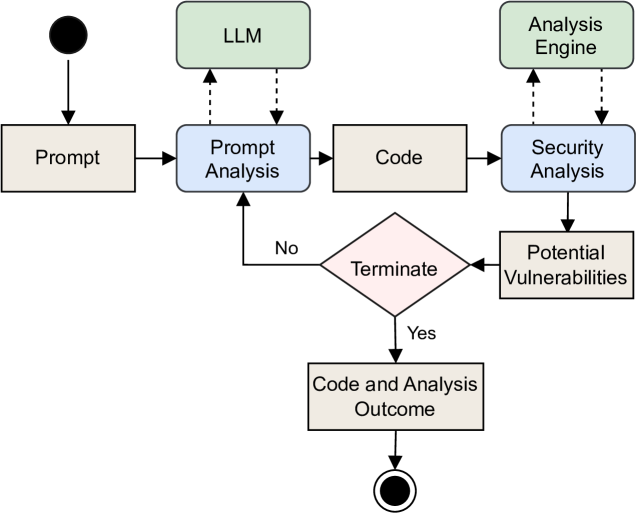 LLM
Analysis
Engine
Prompt
Prompt
Analysis
Code
Security
Analysis
No
Terminate
Potential
Vulnerabilities
Yes
Code and Analysis
Outcome